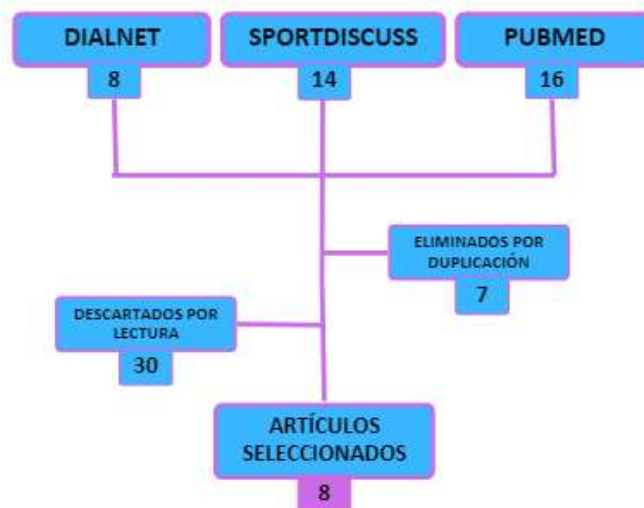 DIALNET
8
SPORTDISCUSS
14
PUBMED
16
ELIMINADOS POR
DUPLICACIÓN
7
DESCARTADOS POR
LECTURA
30
ARTÍCULOS
SELECCIONADOS
8